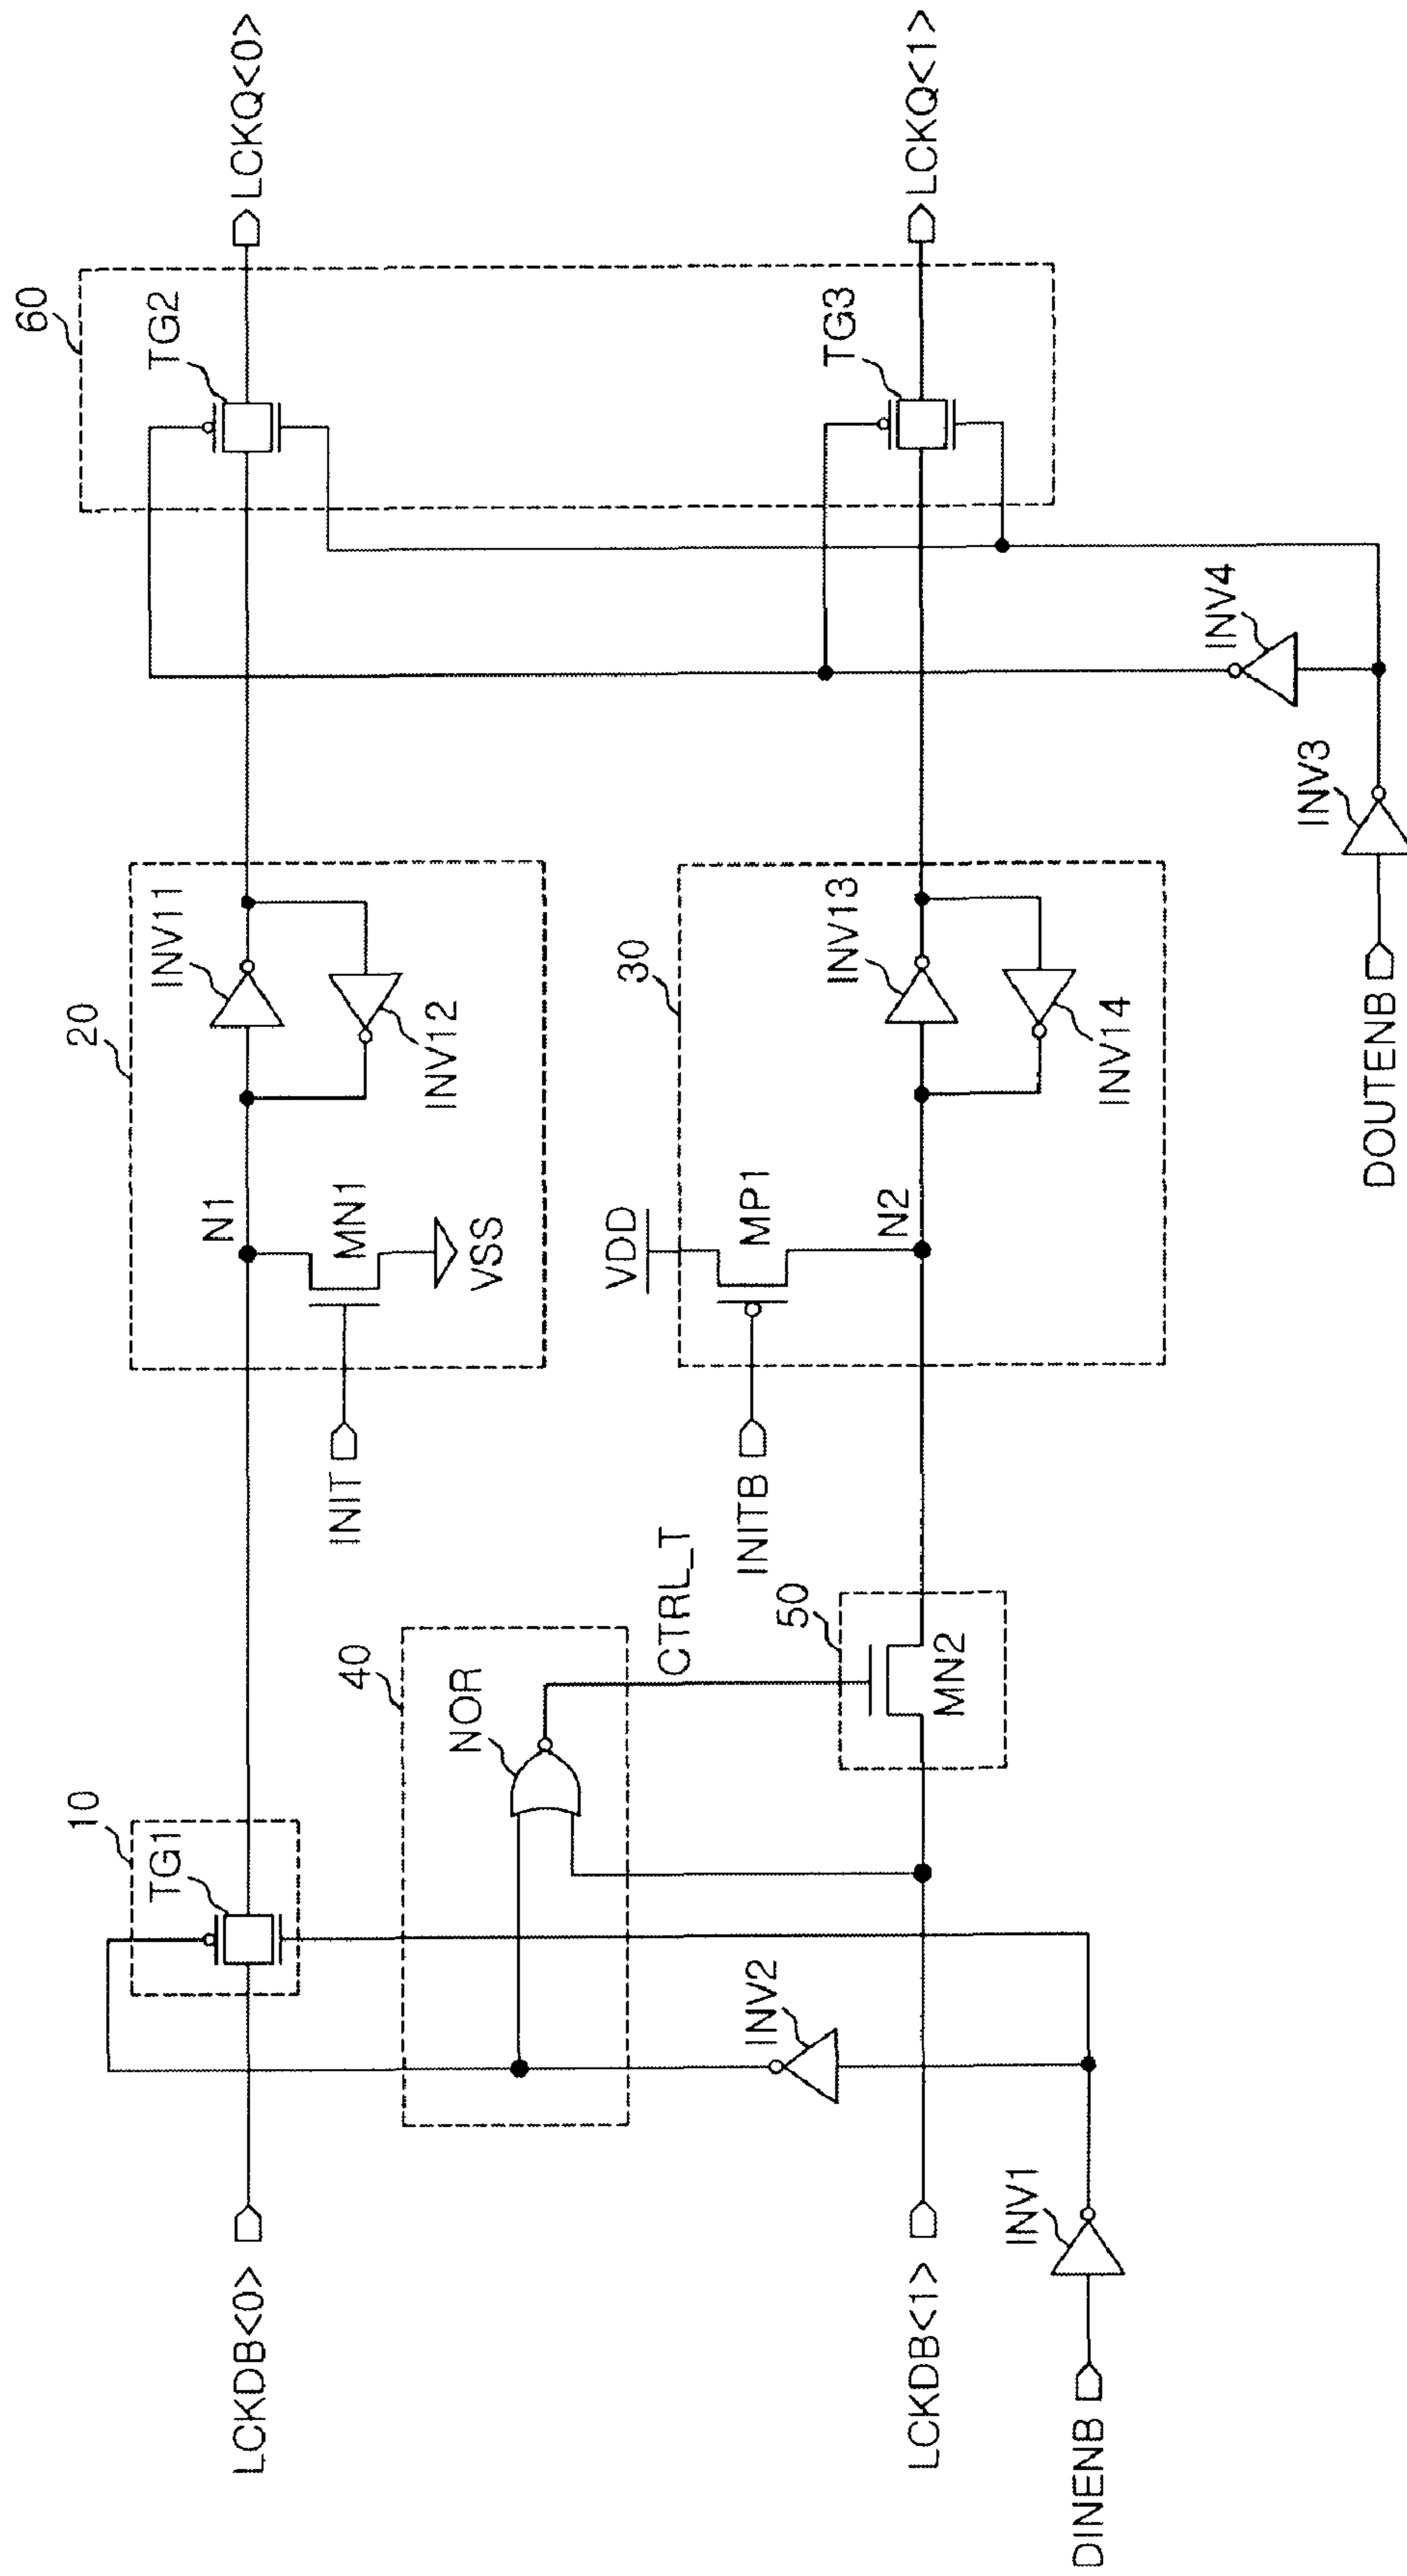 LCKDB<0>
10
TG1
20
N1
INV11
INV12
MN1
VSS
INIT
60
TG2
LCKQ<0>
40
NOR
CTRL_T
50
MN2
INITB
30
VDD
MP1
N2
INV13
INV14
TG3
LCKQ<1>
LCKDB<1>
INV2
INV1
DINENB
INV4
INV3
DOUTENB